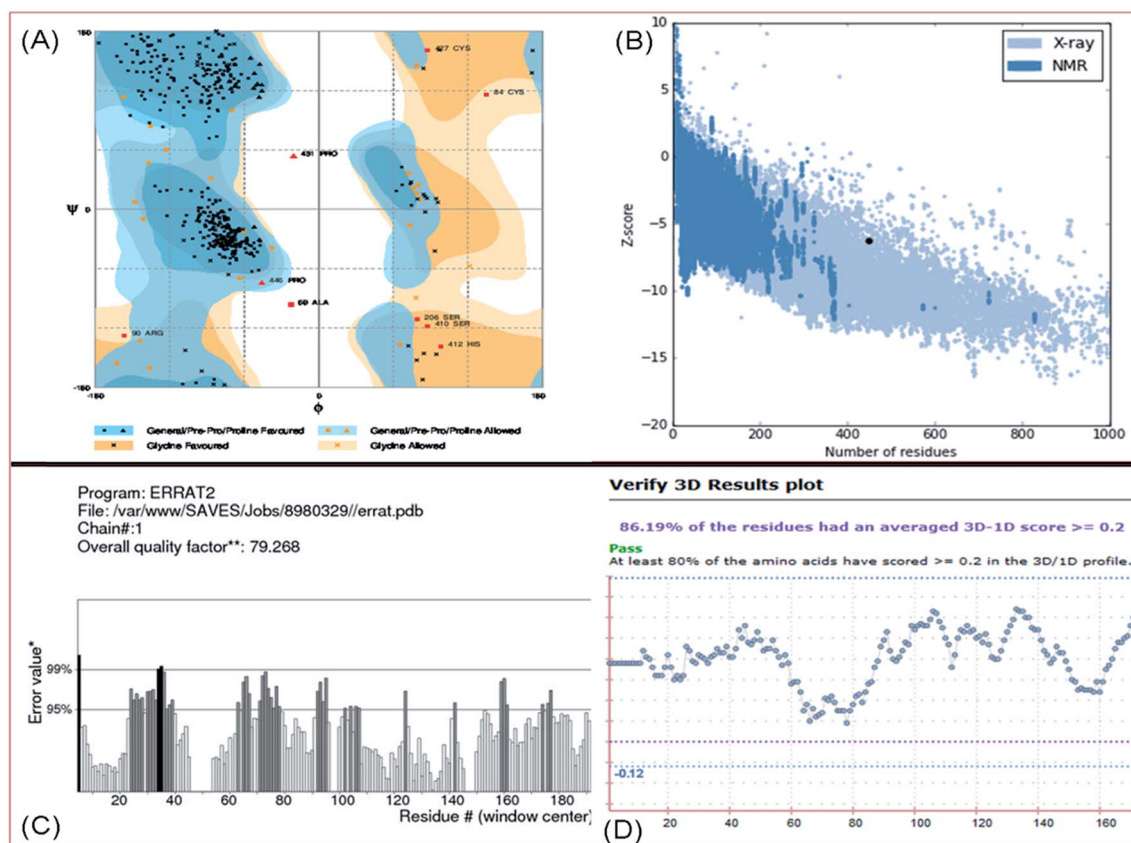 (A)
180
427 CYS
84 CYS
431 PRO
Ψ
0
446 PRO
69 ALA
206 SER
410 SER
412 HIS
90 ARG
-180
-180
0
180
ϕ
General/Pre-Pro/Proline Favoured
General/Pre-Pro/Proline Allowed
Glycine Favoured
Glycine Allowed
(B)
X-ray
NMR
Z-score
10
5
0
−5
−10
−15
−20
0
200
400
600
800
1000
Number of residues
Program: ERRAT2
File: /var/www/SAVES/Jobs/8980329//errat.pdb
Chain#:1
Overall quality factor**: 79.268
Error value*
99%
95%
20
40
60
80
100
120
140
160
180
Residue # (window center)
(C)
Verify 3D Results plot
86.19% of the residues had an averaged 3D-1D score >= 0.2
Pass
At least 80% of the amino acids have scored >= 0.2 in the 3D/1D profile.
-0.12
20
40
60
80
100
120
140
160
(D)